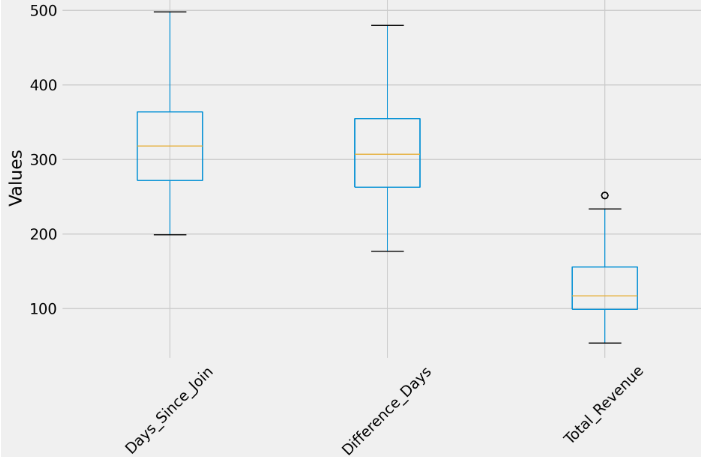 500
400
300
200
100
Values
Days_Since_Join
Difference_Days
Total_Revenue